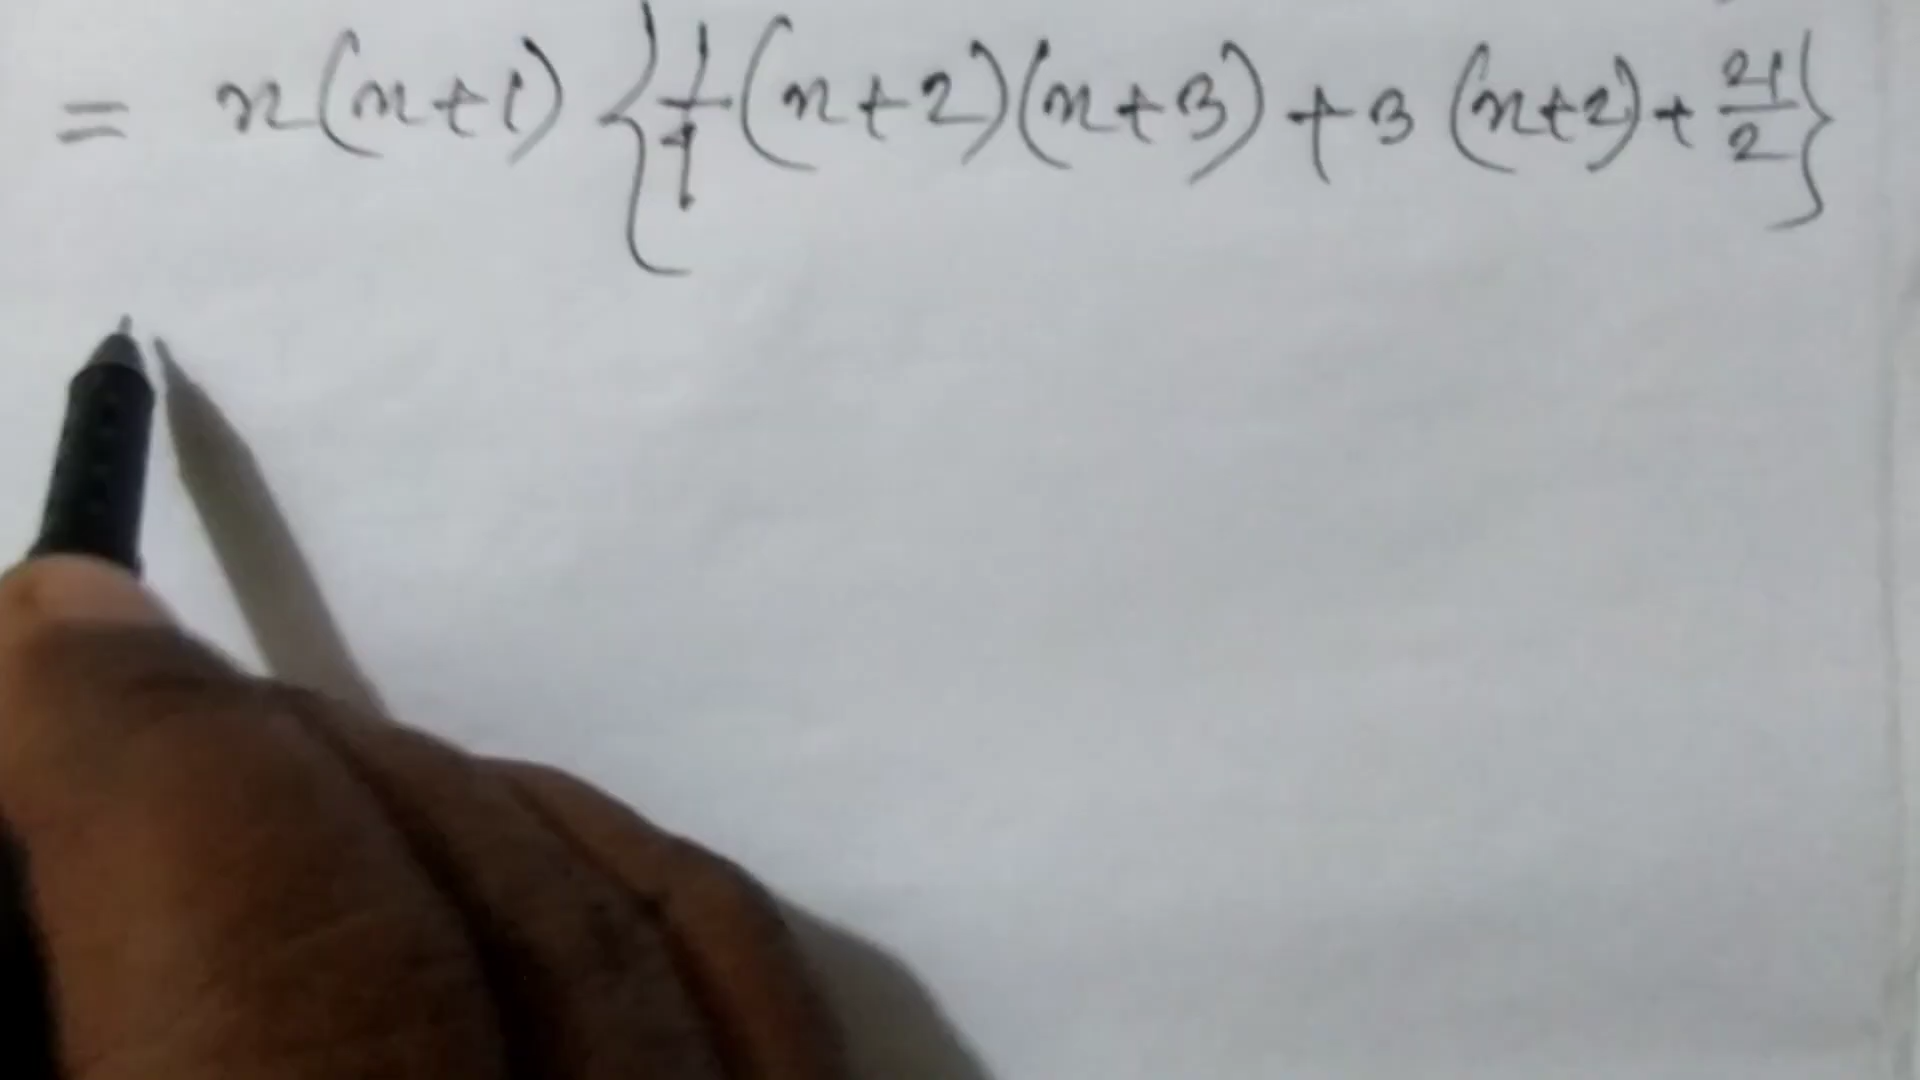 = n(n+1) { 1/4 (n+2)(n+3) + 3 (n+2) + 21/2 }